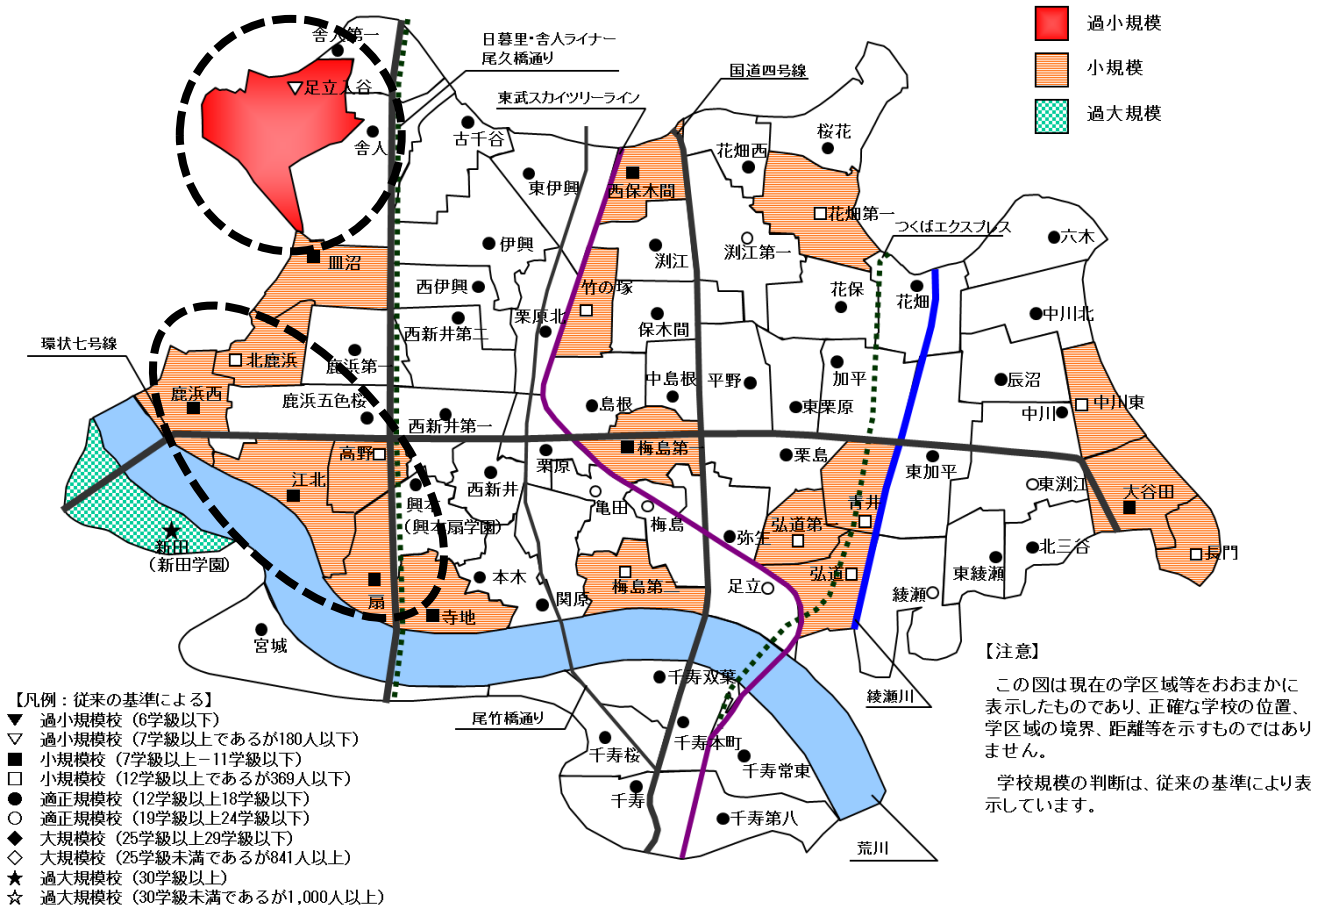 過小規模
小規模
過大規模
日暮里・舎人ライナー
尾久橋通り
東武スカイツリーライン
国道四号線
つくばエクスプレス
環状七号線
舎人第一
足立入谷
舎人
古千谷
東伊興
伊興
西伊興
西新井第二
栗原北
西保木間
渕江
竹の塚
保木間
花畑西
桜花
花畑第一
渕江第一
花保
花畑
六木
中川北
皿沼
北鹿浜
鹿浜第一
鹿浜西
鹿浜五色桜
西新井第一
島根
中島根
平野
加平
東栗原
辰沼
中川
中川東
高野
江北
興本
(興本扇学園)
西新井
栗原
梅島第一
亀田
梅島
栗島
青井
弘道第一
弥生
東加平
東渕江
大谷田
長門
北三谷
東綾瀬
綾瀬
弘道
足立
新田
(新田学園)
扇
寺地
本木
関原
梅島第二
宮城
千寿双葉
千寿本町
千寿桜
千寿常東
千寿
千寿第八
尾竹橋通り
綾瀬川
荒川
【注意】
この図は現在の学区域等をおおまかに
表示したものであり、正確な学校の位置、
学区域の境界、距離等を示すものではあり
ません。
学校規模の判断は、従来の基準により表
示しています。
【凡例：従来の基準による】
▼ 過小規模校（6学級以下）
▽ 過小規模校（7学級以上であるが180人以下）
■ 小規模校（7学級以上－11学級以下）
□ 小規模校（12学級以上であるが369人以下）
● 適正規模校（12学級以上18学級以下）
○ 適正規模校（19学級以上24学級以下）
◆ 大規模校（25学級以上29学級以下）
◇ 大規模校（25学級未満であるが841人以上）
★ 過大規模校（30学級以上）
☆ 過大規模校（30学級未満であるが1,000人以上）